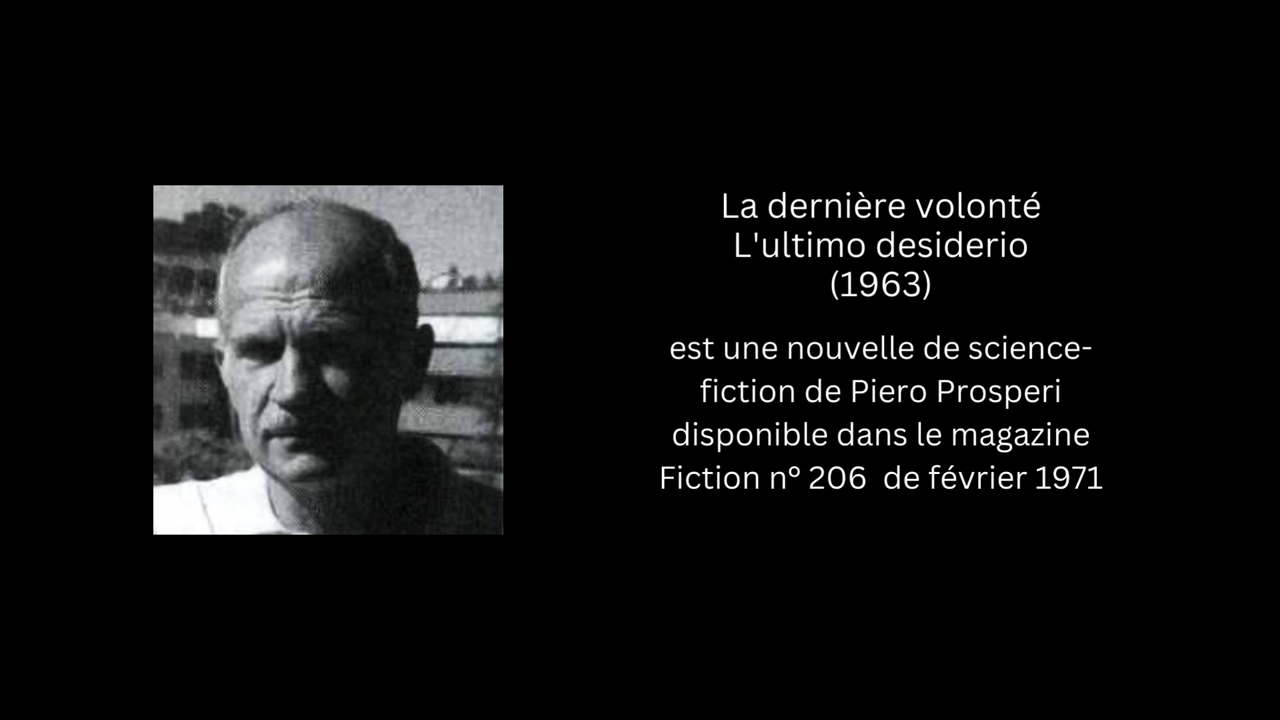 La dernière volonté
L'ultimo desiderio
(1963)
est une nouvelle de science-
fiction de Piero Prosperi
disponible dans le magazine
Fiction n° 206 de février 1971